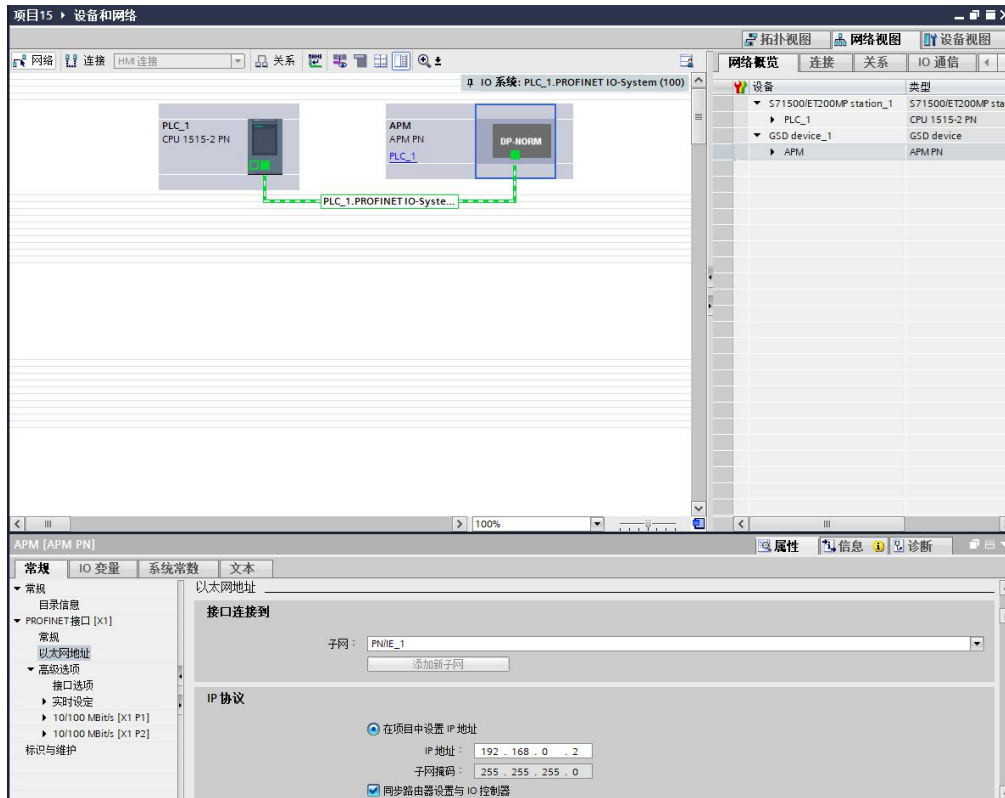 项目15 ▸ 设备和网络
拓扑视图 网络视图 设备视图
网络 连接 HMI 连接 关系
网络概览 连接 关系 IO 通信
IO 系统: PLC_1.PROFINET IO-System (100)
设备 类型
S71500/ET200MP station_1 S71500/ET200MP sta
PLC_1 CPU 1515-2 PN
GSD device_1 GSD device
APM APM PN
PLC_1
CPU 1515-2 PN
APM
APM PN
PLC_1
DP-NORM
PLC_1.PROFINET IO-Syste...
100%
APM [APM PN]
属性 信息 诊断
常规 IO 变量 系统常数 文本
常规
目录信息
PROFINET接口 [X1]
常规
以太网地址
高级选项
接口选项
实时设定
10/100 MBit/s [X1 P1]
10/100 MBit/s [X1 P2]
标识与维护
以太网地址
接口连接到
子网: PN/IE_1
添加新子网
IP 协议
在项目中设置 IP 地址
IP 地址: 192 . 168 . 0 . 2
子网掩码: 255 . 255 . 255 . 0
同步路由器设置与 IO 控制器